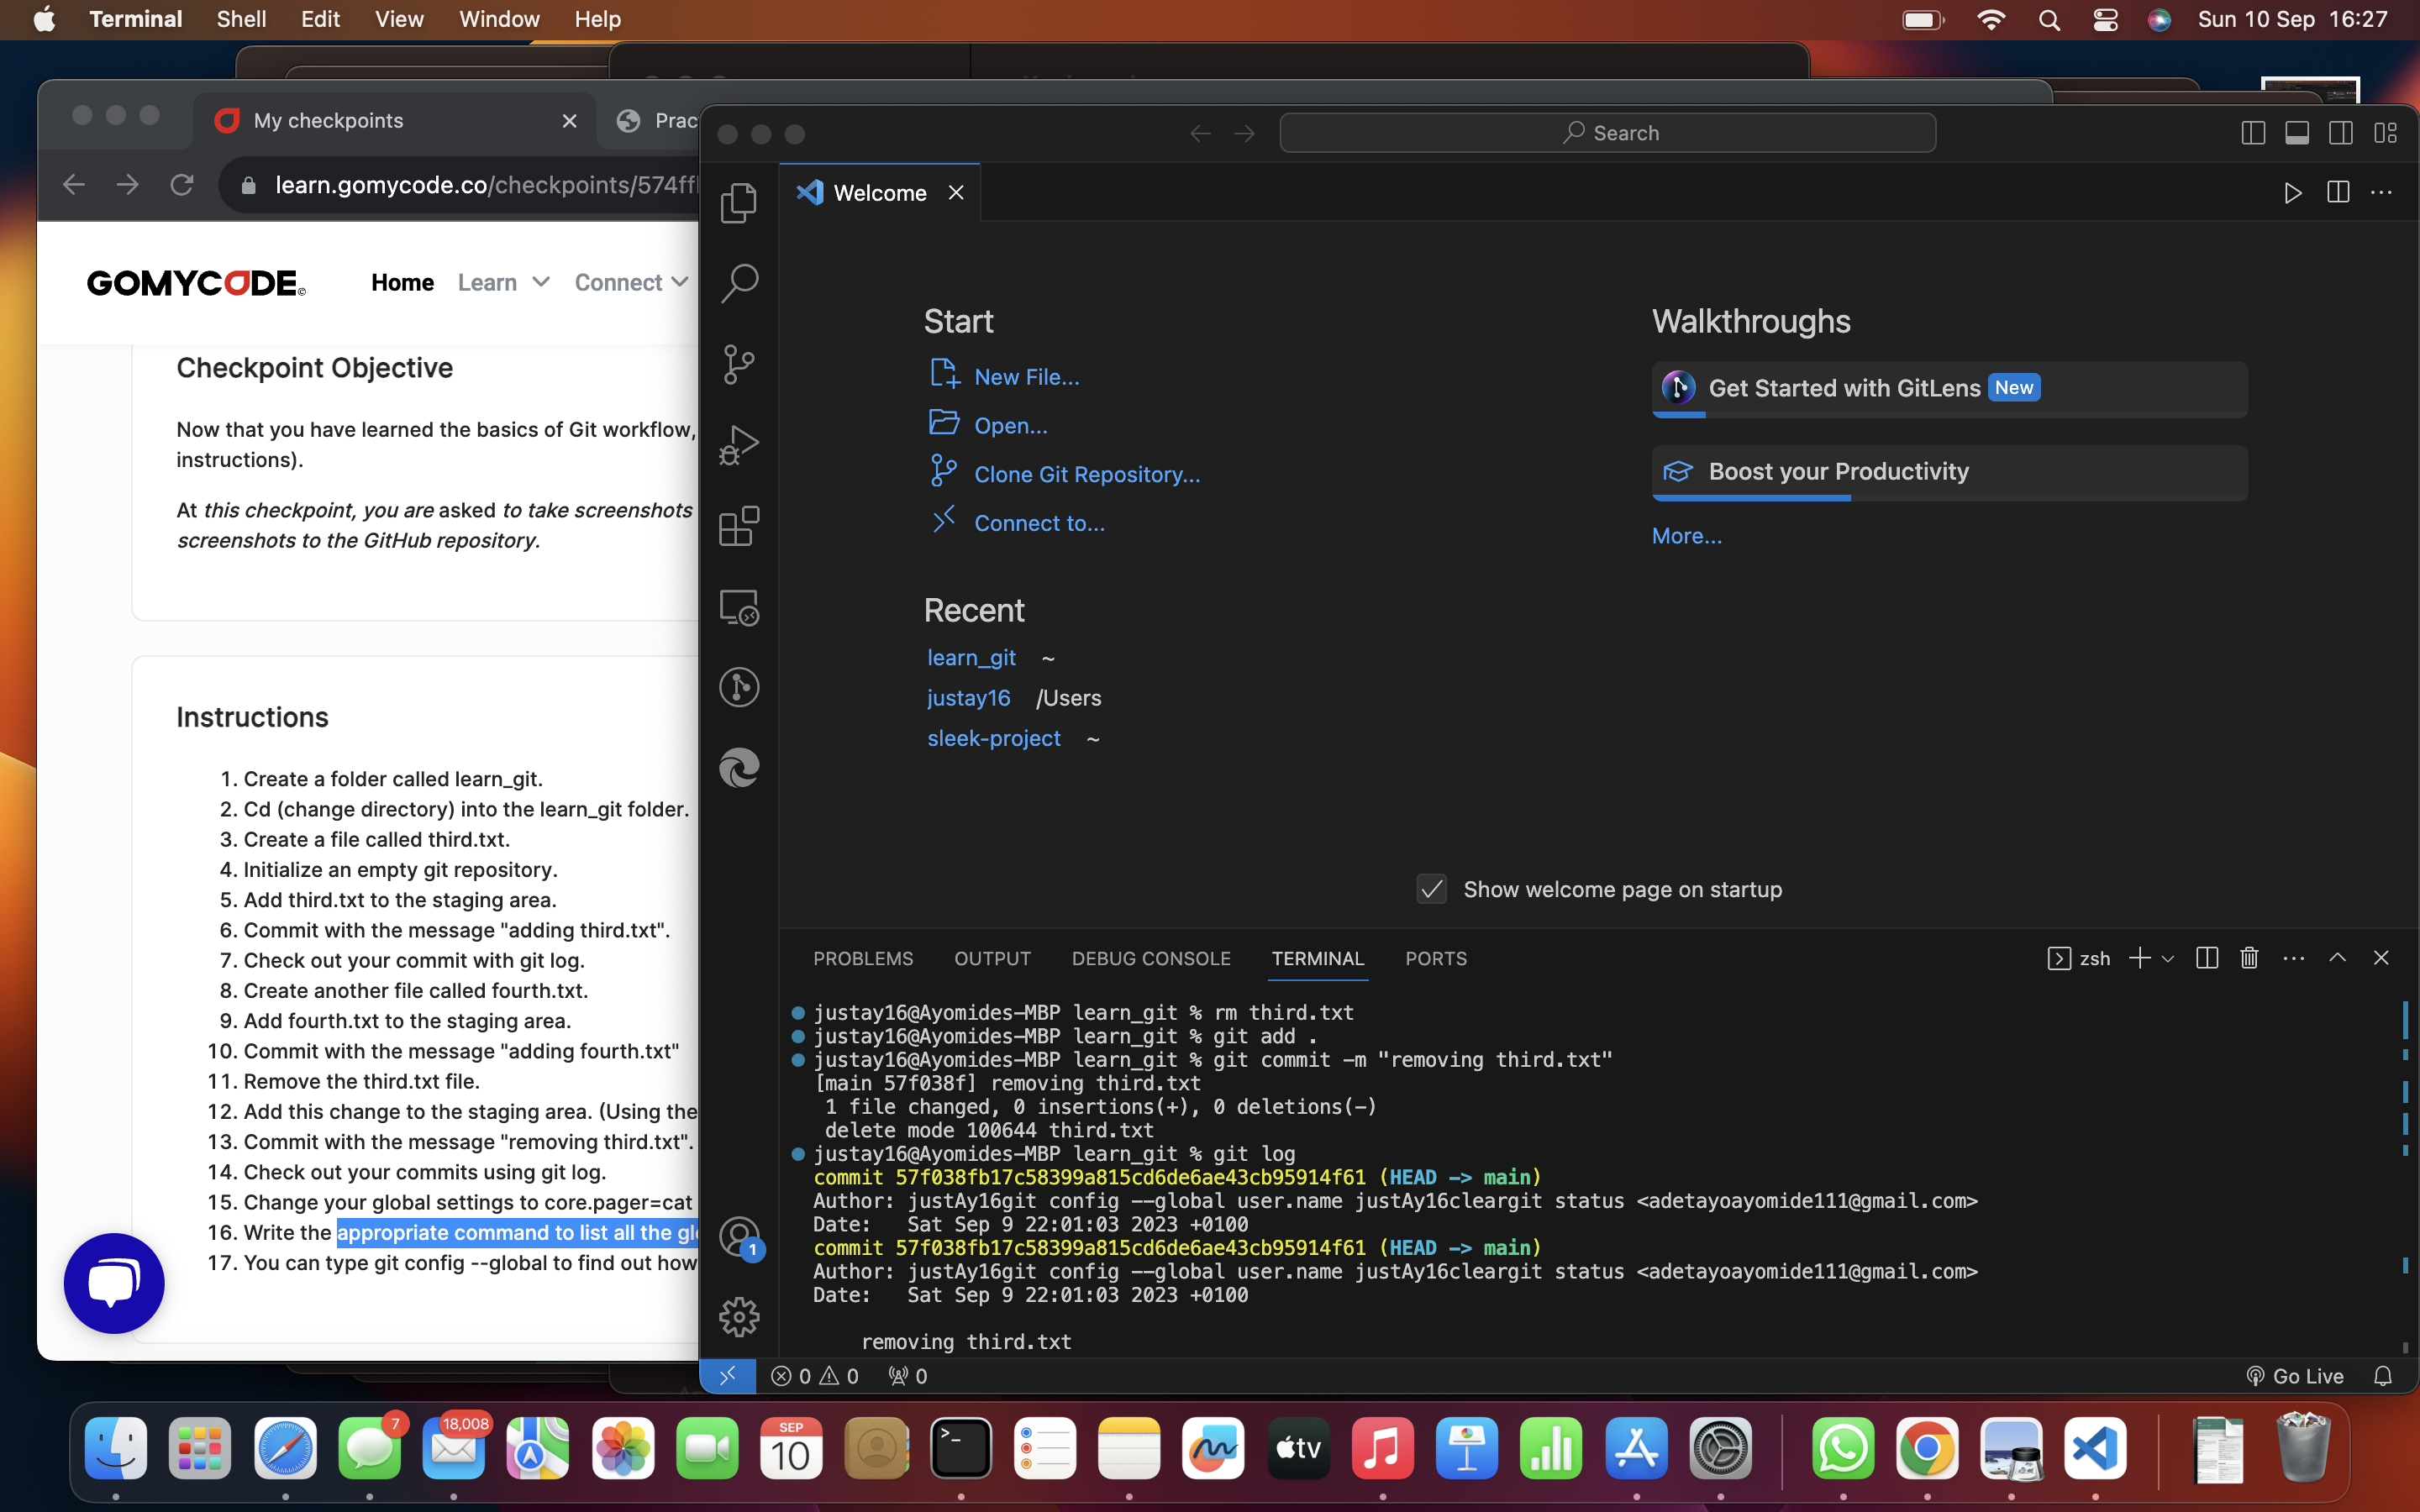 Terminal Shell Edit View Window Help Sun 10 Sep 16:27
My checkpoints
Search
learn.gomycode.co/checkpoints/574ff
Welcome
GOMYCODE©
Home Learn Connect
Checkpoint Objective
Now that you have learned the basics of Git workflow,
instructions).
At this checkpoint, you are asked to take screenshots
screenshots to the GitHub repository.
Instructions
1. Create a folder called learn_git.
2. Cd (change directory) into the learn_git folder.
3. Create a file called third.txt.
4. Initialize an empty git repository.
5. Add third.txt to the staging area.
6. Commit with the message "adding third.txt".
7. Check out your commit with git log.
8. Create another file called fourth.txt.
9. Add fourth.txt to the staging area.
10. Commit with the message "adding fourth.txt"
11. Remove the third.txt file.
12. Add this change to the staging area. (Using the
13. Commit with the message "removing third.txt".
14. Check out your commits using git log.
15. Change your global settings to core.pager=cat
16. Write the appropriate command to list all the
17. You can type git config --global to find out how
Start
New File...
Open...
Clone Git Repository...
Connect to...
Recent
learn_git ~
justay16 /Users
sleek-project ~
Walkthroughs
Get Started with GitLens New
Boost your Productivity
More...
Show welcome page on startup
PROBLEMS OUTPUT DEBUG CONSOLE TERMINAL PORTS zsh
justay16@Ayomides-MBP learn_git % rm third.txt
justay16@Ayomides-MBP learn_git % git add .
justay16@Ayomides-MBP learn_git % git commit -m "removing third.txt"
[main 57f038f] removing third.txt
1 file changed, 0 insertions(+), 0 deletions(-)
delete mode 100644 third.txt
justay16@Ayomides-MBP learn_git % git log
commit 57f038fb17c58399a815cd6de6ae43cb95914f61 (HEAD -> main)
Author: justAy16git config --global user.name justAy16cleargit status <adetayoayomide111@gmail.com>
Date: Sat Sep 9 22:01:03 2023 +0100
commit 57f038fb17c58399a815cd6de6ae43cb95914f61 (HEAD -> main)
Author: justAy16git config --global user.name justAy16cleargit status <adetayoayomide111@gmail.com>
Date: Sat Sep 9 22:01:03 2023 +0100
removing third.txt
1
0 0 0 Go Live
7 18,008 SEP 10 tv